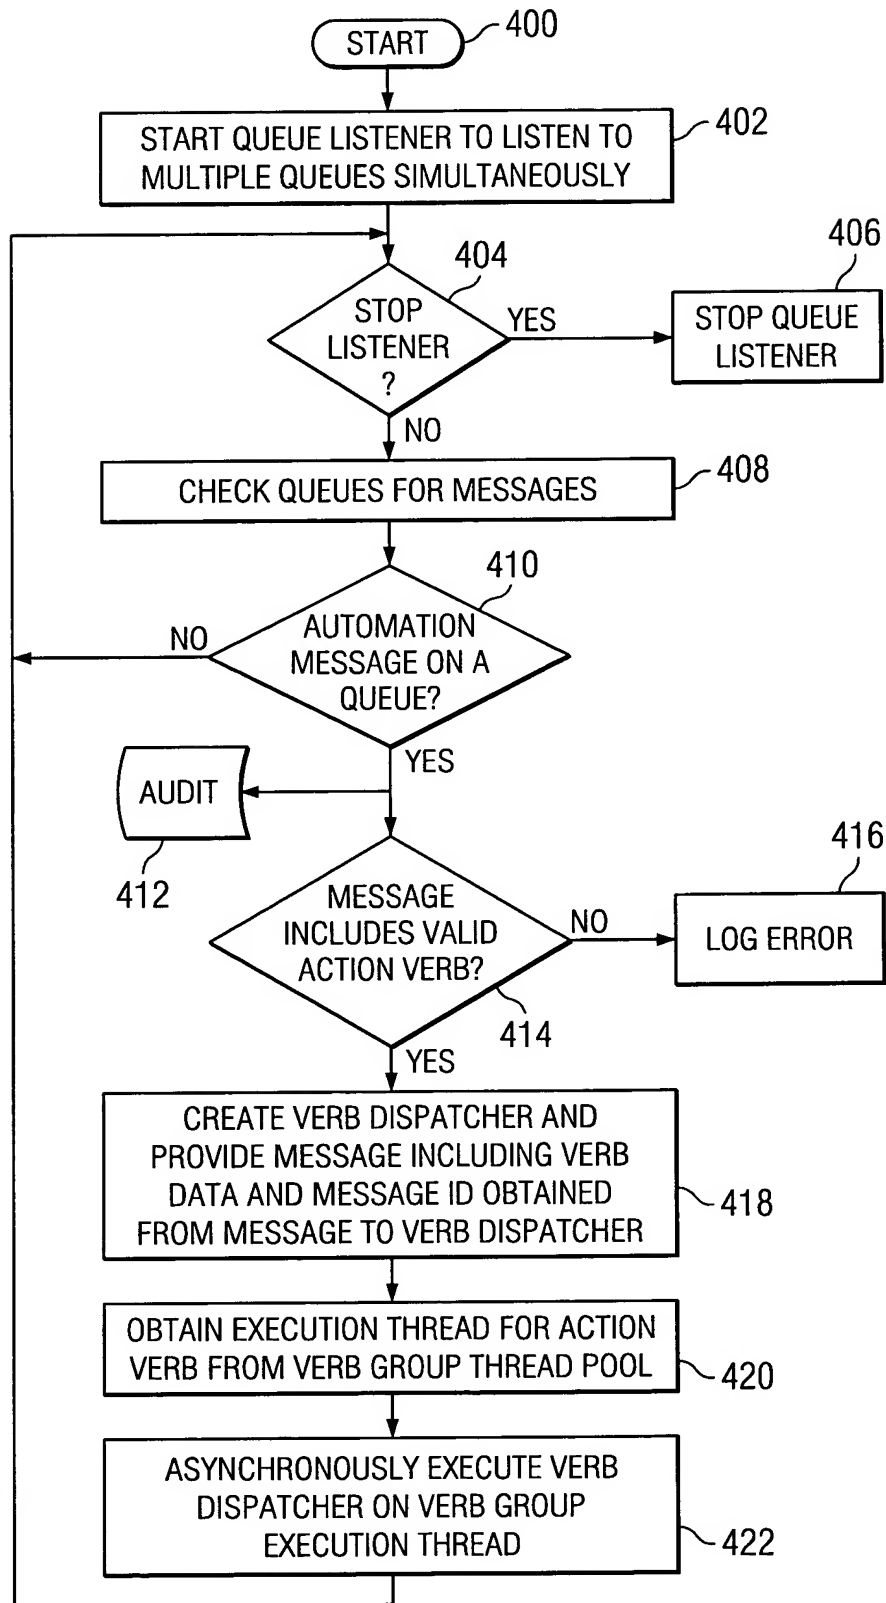 START
400
START QUEUE LISTENER TO LISTEN TO
MULTIPLE QUEUES SIMULTANEOUSLY
402
404
STOP
LISTENER
?
YES
406
STOP QUEUE
LISTENER
NO
CHECK QUEUES FOR MESSAGES
408
410
AUTOMATION
MESSAGE ON A
QUEUE?
NO
YES
AUDIT
412
MESSAGE
INCLUDES VALID
ACTION VERB?
414
NO
416
LOG ERROR
YES
CREATE VERB DISPATCHER AND
PROVIDE MESSAGE INCLUDING VERB
DATA AND MESSAGE ID OBTAINED
FROM MESSAGE TO VERB DISPATCHER
418
OBTAIN EXECUTION THREAD FOR ACTION
VERB FROM VERB GROUP THREAD POOL
420
ASYNCHRONOUSLY EXECUTE VERB
DISPATCHER ON VERB GROUP
EXECUTION THREAD
422